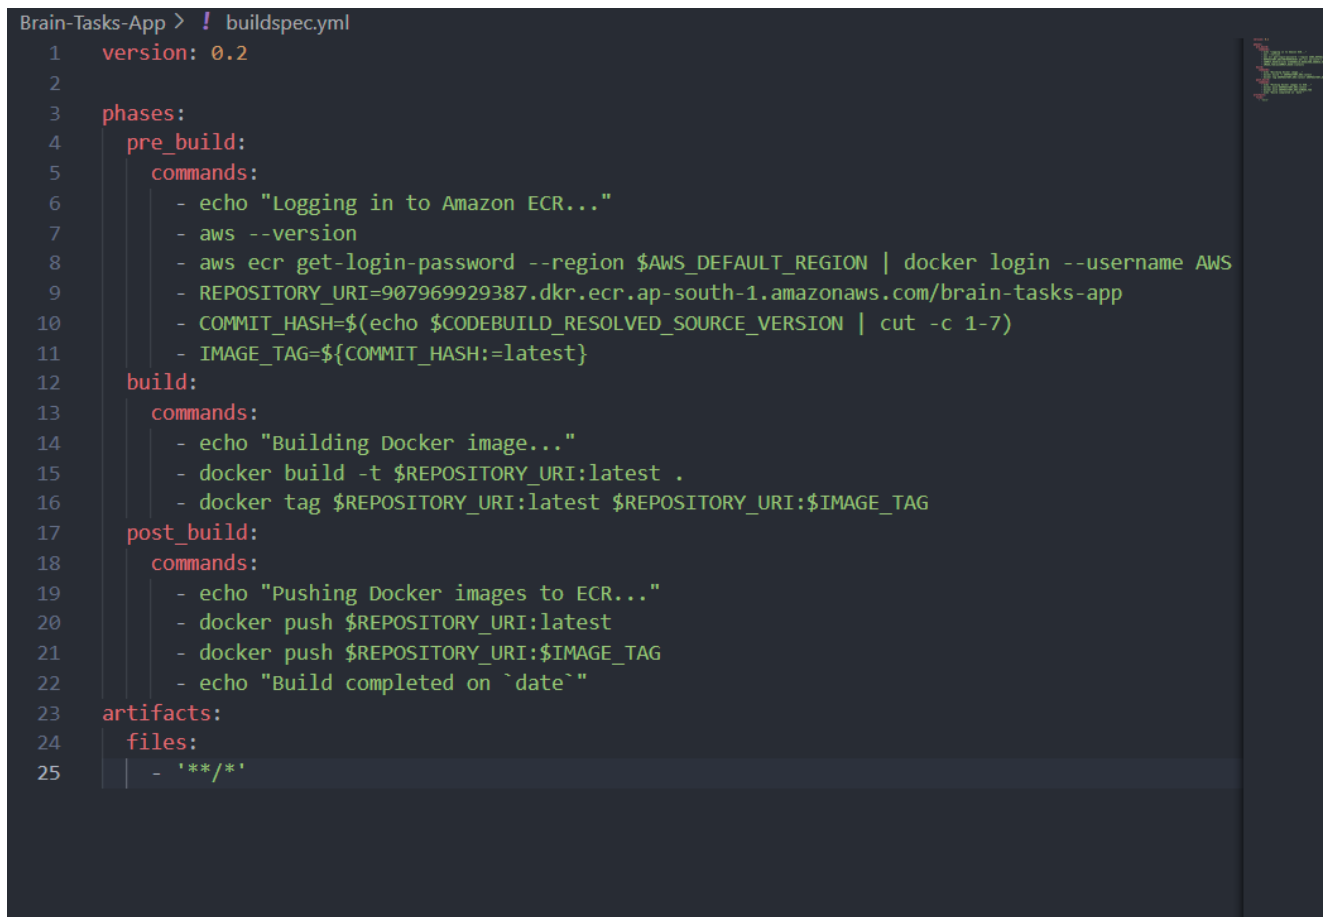 Brain-Tasks-App > ! buildspec.yml
1 version: 0.2
2
3 phases:
4   pre_build:
5     commands:
6       - echo "Logging in to Amazon ECR..."
7       - aws --version
8       - aws ecr get-login-password --region $AWS_DEFAULT_REGION | docker login --username AWS
9       - REPOSITORY_URI=907969929387.dkr.ecr.ap-south-1.amazonaws.com/brain-tasks-app
10       - COMMIT_HASH=$(echo $CODEBUILD_RESOLVED_SOURCE_VERSION | cut -c 1-7)
11       - IMAGE_TAG=${COMMIT_HASH:=latest}
12   build:
13     commands:
14       - echo "Building Docker image..."
15       - docker build -t $REPOSITORY_URI:latest .
16       - docker tag $REPOSITORY_URI:latest $REPOSITORY_URI:$IMAGE_TAG
17   post_build:
18     commands:
19       - echo "Pushing Docker images to ECR..."
20       - docker push $REPOSITORY_URI:latest
21       - docker push $REPOSITORY_URI:$IMAGE_TAG
22       - echo "Build completed on `date`"
23 artifacts:
24   files:
25     - '**/*'